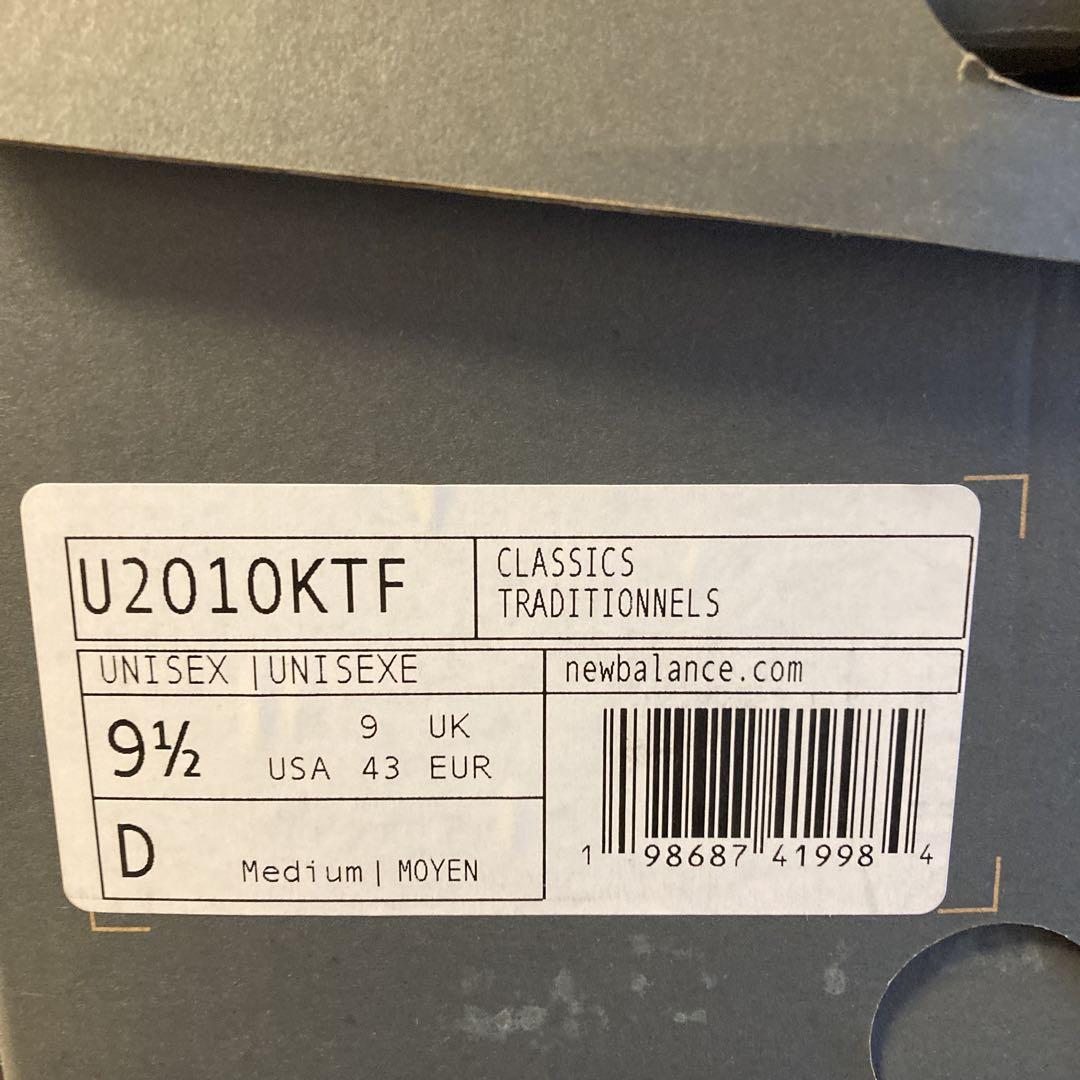 U2010KTF
CLASSICS
TRADITIONNELS
UNISEX | UNISEXE
newbalance.com
9½
9 UK
USA 43 EUR
D
Medium | MOYEN
1 98687 41998 4